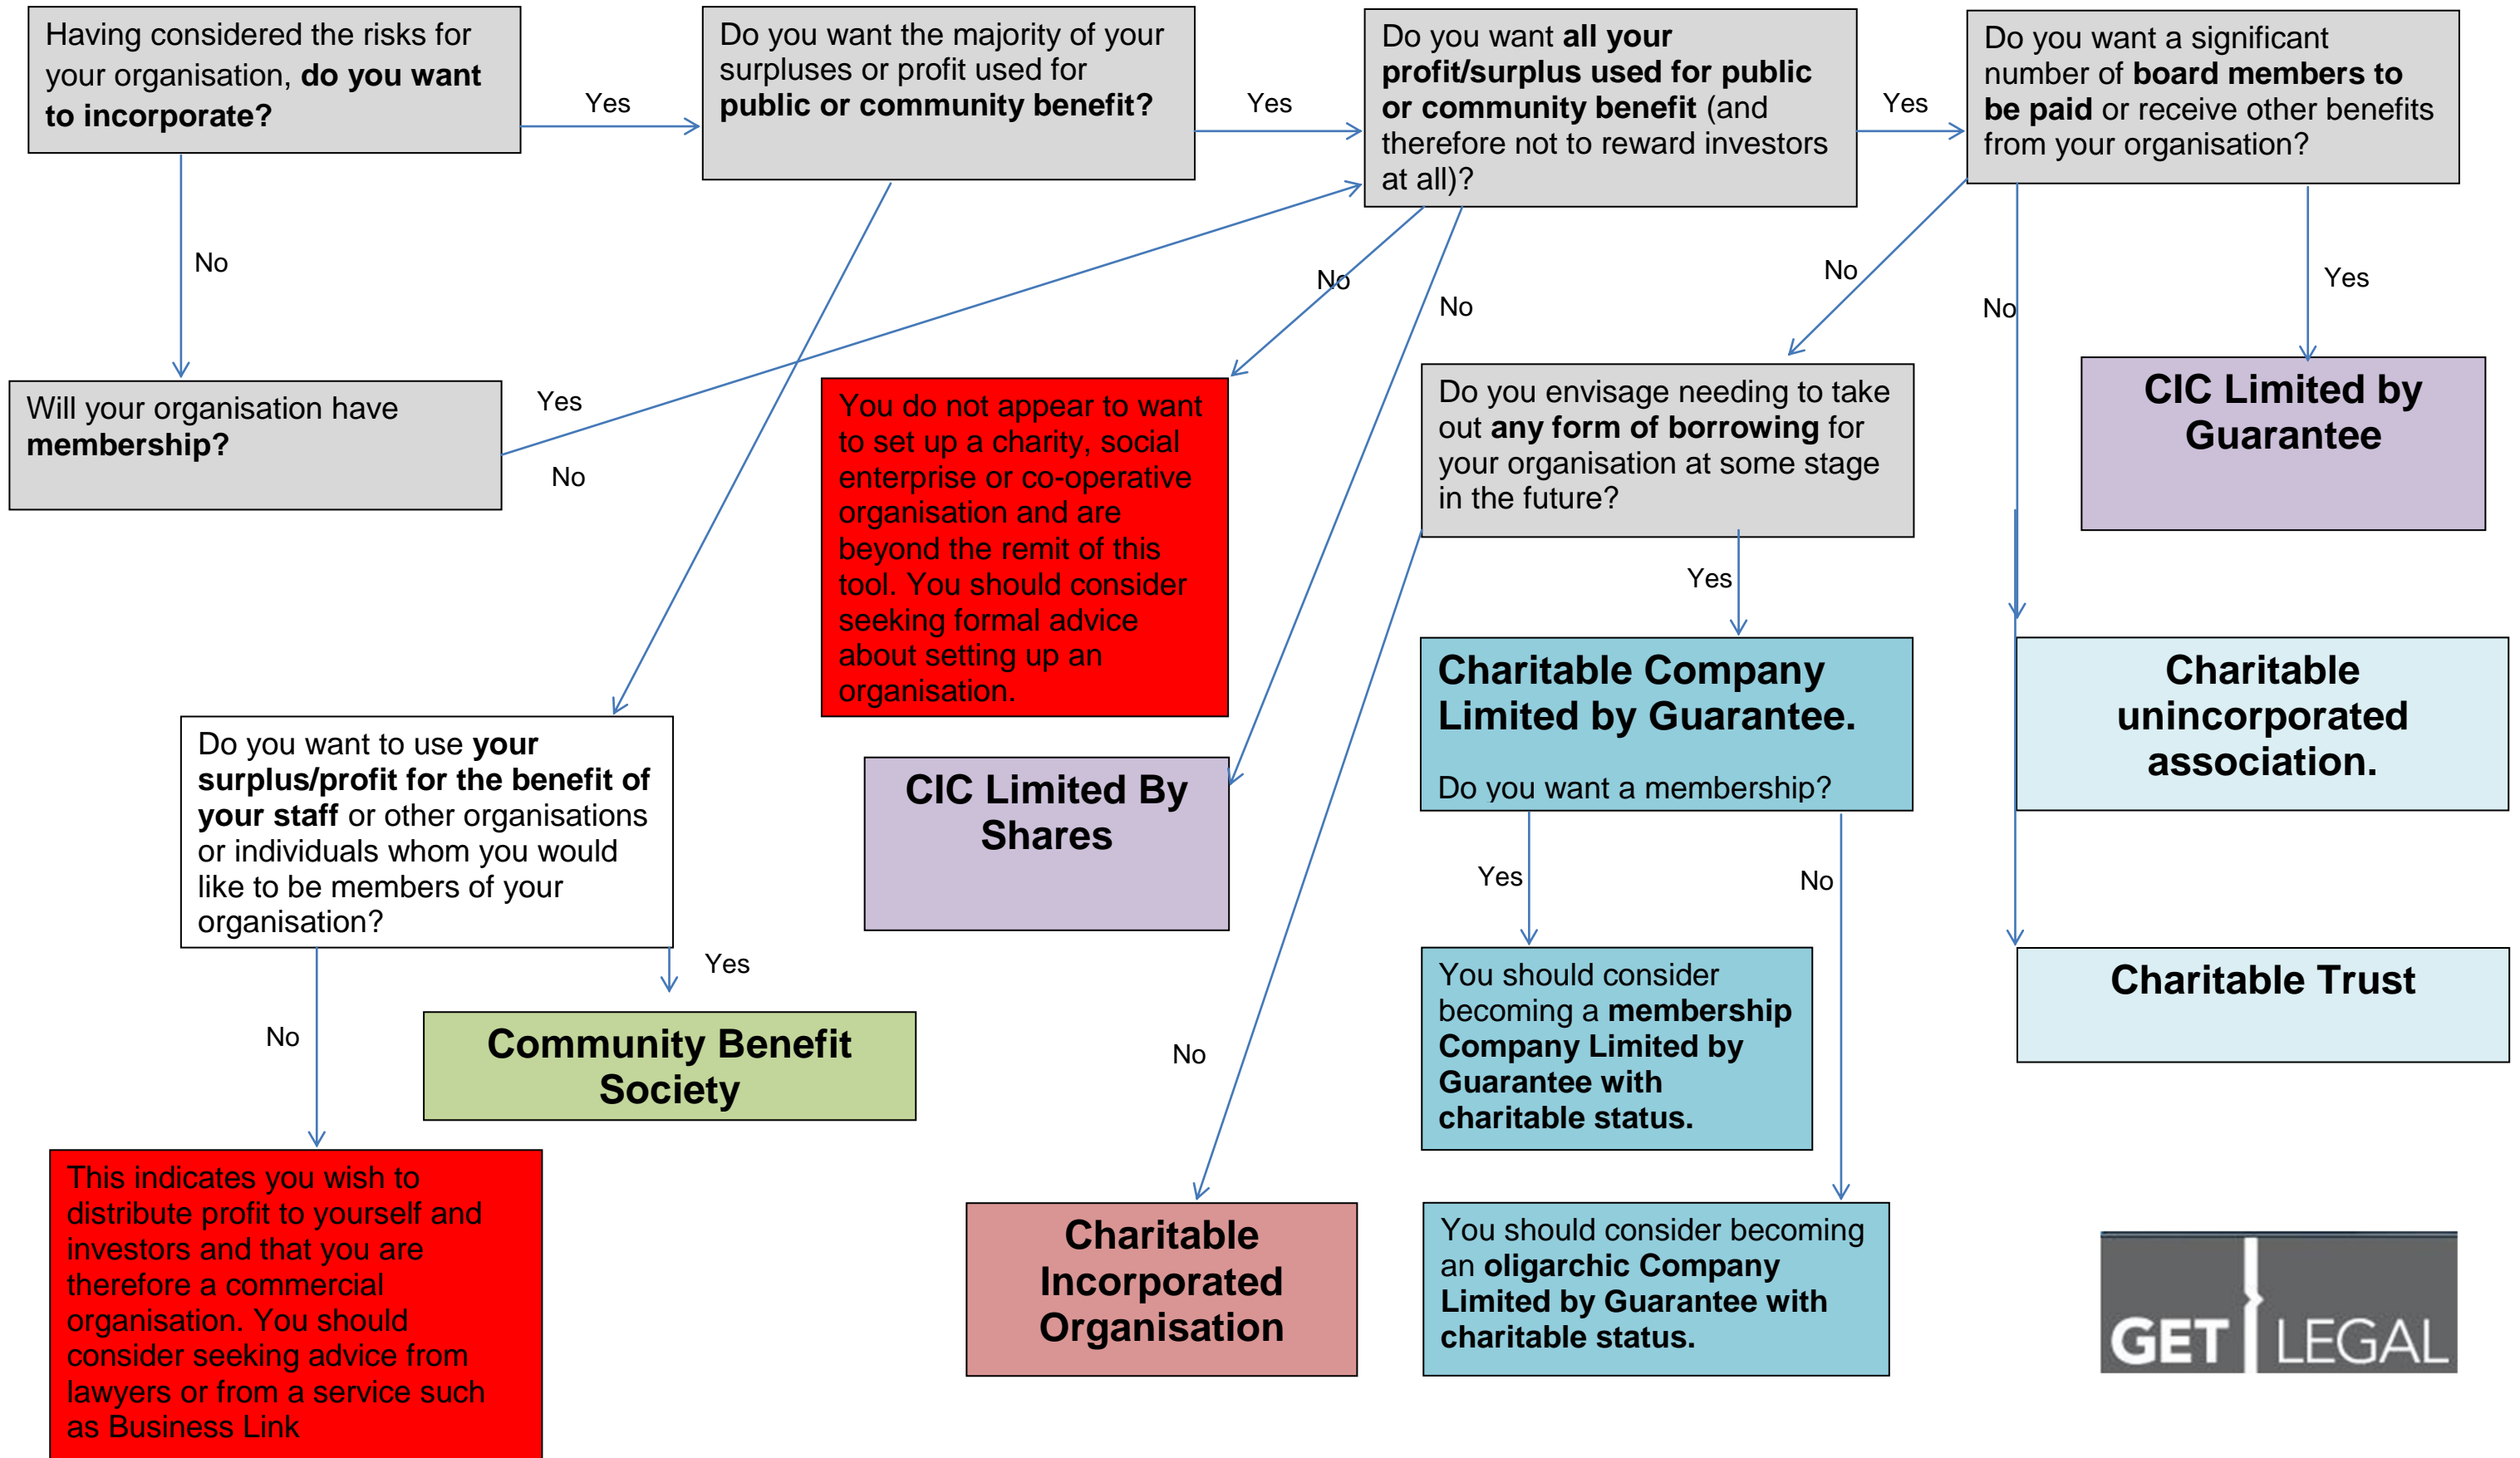 Having considered the risks for
your organisation, do you want
to incorporate?
Yes
Do you want the majority of your
surpluses or profit used for
public or community benefit?
Yes
Do you want all your
profit/surplus used for public
or community benefit (and
therefore not to reward investors
at all)?
Yes
Do you want a significant
number of board members to
be paid or receive other benefits
from your organisation?
No
No
No
No
No
Yes
Will your organisation have
membership?
Yes
No
You do not appear to want
to set up a charity, social
enterprise or co-operative
organisation and are
beyond the remit of this
tool. You should consider
seeking formal advice
about setting up an
organisation.
Do you envisage needing to take
out any form of borrowing for
your organisation at some stage
in the future?
CIC Limited by
Guarantee
Yes
Do you want to use your
surplus/profit for the benefit of
your staff or other organisations
or individuals whom you would
like to be members of your
organisation?
CIC Limited By
Shares
Charitable Company
Limited by Guarantee.
Do you want a membership?
Charitable
unincorporated
association.
Yes
No
No
Yes
Community Benefit
Society
No
You should consider
becoming a membership
Company Limited by
Guarantee with
charitable status.
Charitable Trust
This indicates you wish to
distribute profit to yourself and
investors and that you are
therefore a commercial
organisation. You should
consider seeking advice from
lawyers or from a service such
as Business Link
Charitable
Incorporated
Organisation
You should consider becoming
an oligarchic Company
Limited by Guarantee with
charitable status.
GET LEGAL